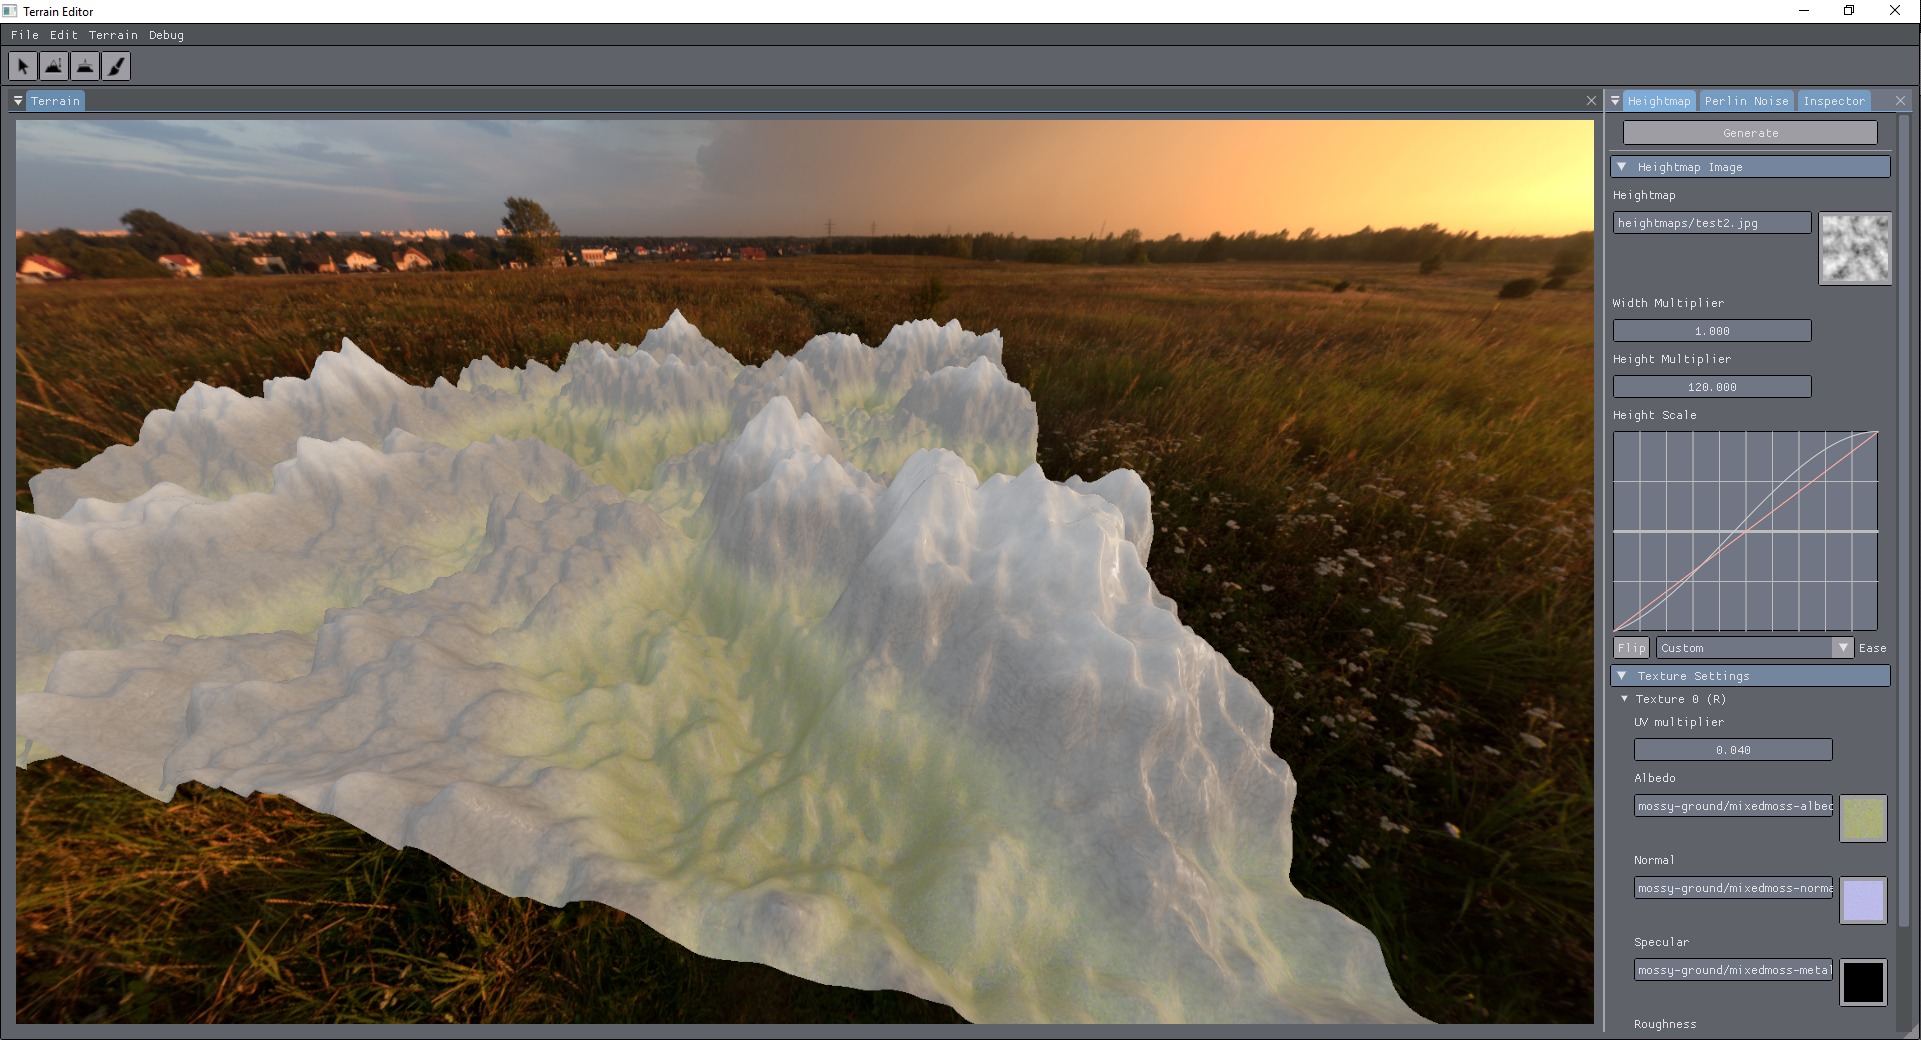 Terrain Editor
File Edit Terrain Debug
Terrain
Heightmap Perlin Noise Inspector
Generate
Heightmap Image
Heightmap
heightmaps/test2.jpg
Width Multiplier
1.000
Height Multiplier
120.000
Height Scale
Flip Custom Ease
Texture Settings
Texture 0 (R)
UV multiplier
0.040
Albedo
mossy-ground/mixedmoss-albed
Normal
mossy-ground/mixedmoss-norma
Specular
mossy-ground/mixedmoss-metal
Roughness